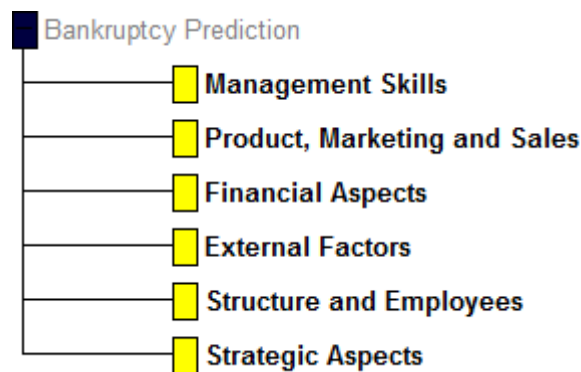 Bankruptcy Prediction
Management Skills
Product, Marketing and Sales
Financial Aspects
External Factors
Structure and Employees
Strategic Aspects